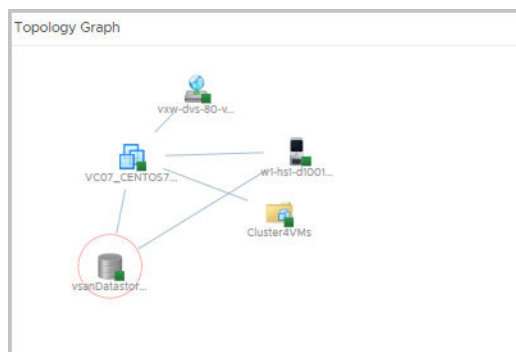 Topology Graph
vxw-dvs-80-v...
VC07_CENTOS7...
w1-hs1-d1001...
Cluster4VMs
vsanDatastor...